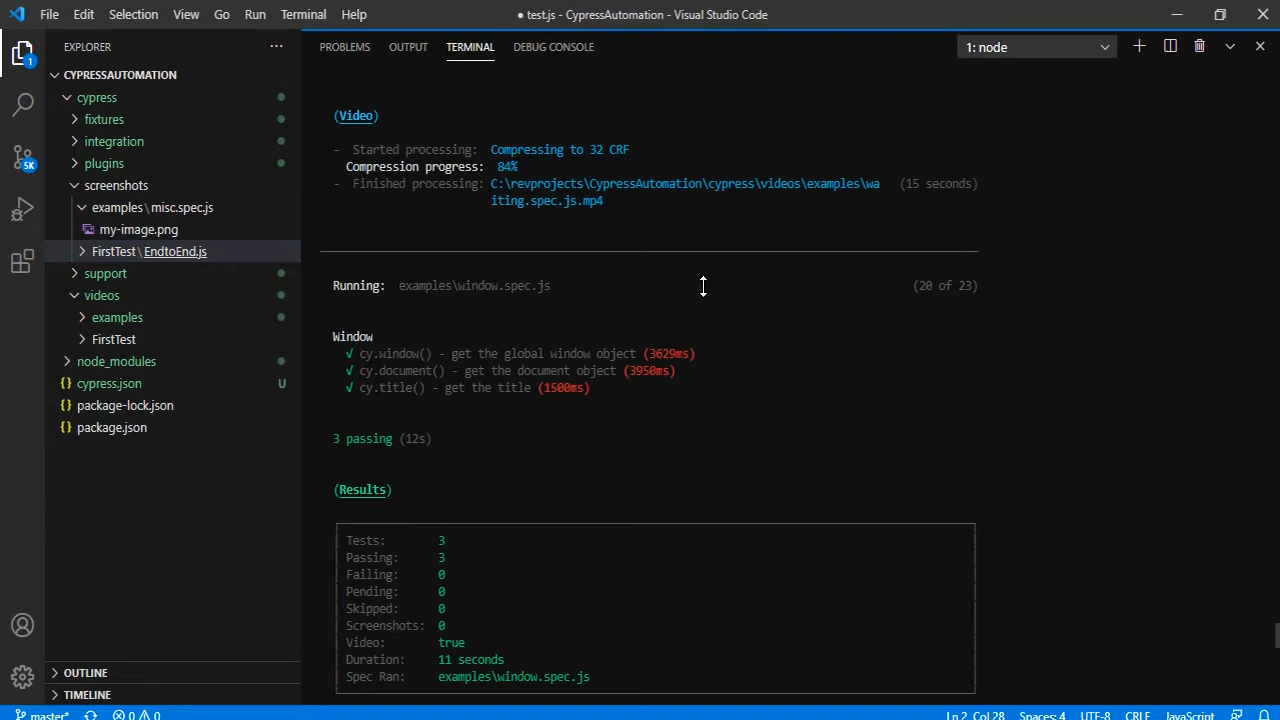 File Edit Selection View Go Run Terminal Help
● test.js - CypressAutomation - Visual Studio Code
EXPLORER
CYPRESSAUTOMATION
cypress
fixtures
integration
plugins
screenshots
examples\misc.spec.js
my-image.png
FirstTest\EndtoEnd.js
support
videos
examples
FirstTest
node_modules
{} cypress.json U
{} package-lock.json
{} package.json
OUTLINE
TIMELINE
1
5K
PROBLEMS OUTPUT TERMINAL DEBUG CONSOLE
1: node
(Video)
- Started processing: Compressing to 32 CRF
Compression progress: 84%
- Finished processing: C:\revprojects\CypressAutomation\cypress\videos\examples\wa (15 seconds)
iting.spec.js.mp4
Running: examples\window.spec.js (20 of 23)
Window
√ cy.window() - get the global window object (3629ms)
√ cy.document() - get the document object (3950ms)
√ cy.title() - get the title (1500ms)
3 passing (12s)
(Results)
Tests: 3
Passing: 3
Failing: 0
Pending: 0
Skipped: 0
Screenshots: 0
Video: true
Duration: 11 seconds
Spec Ran: examples\window.spec.js
master* 0 0 Ln 2, Col 28 Spaces: 4 UTF-8 CRLF JavaScript